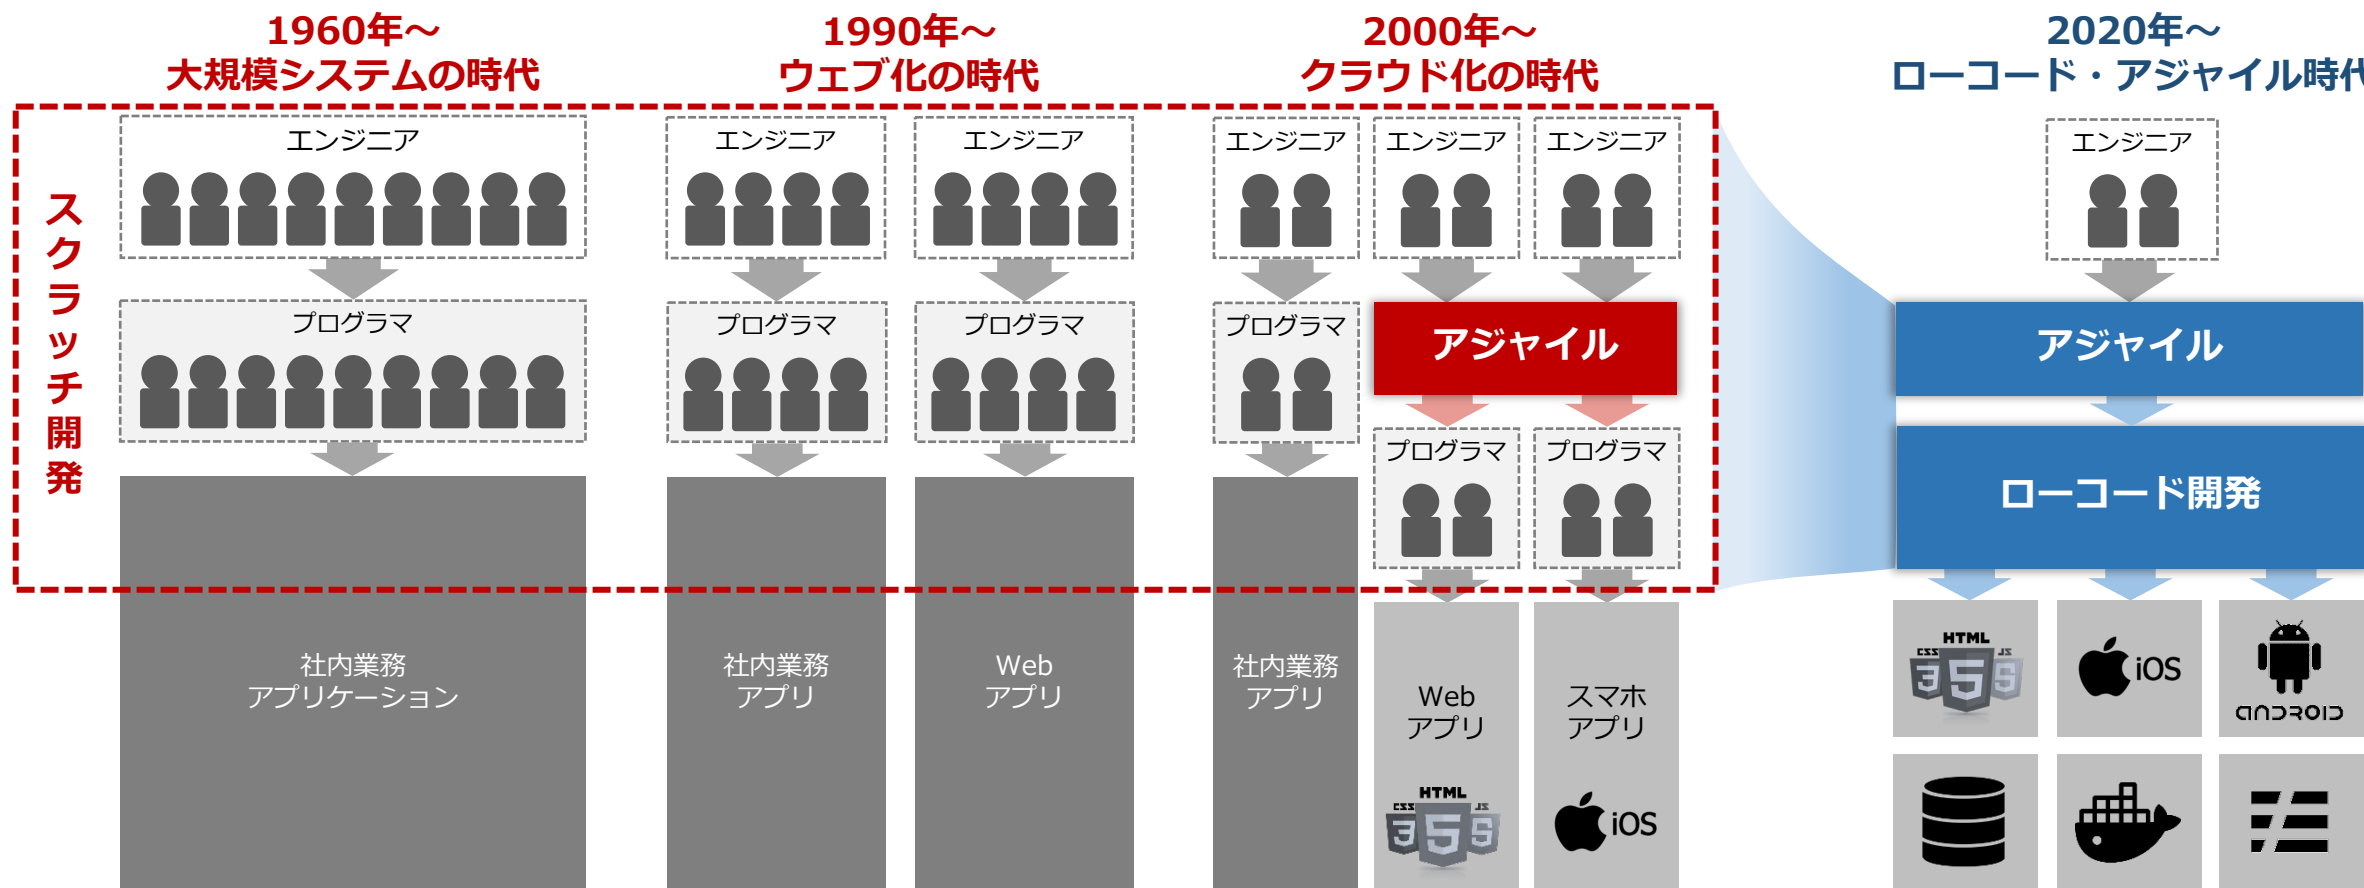 1960年～
大規模システムの時代
1990年～
ウェブ化の時代
2000年～
クラウド化の時代
2020年～
ローコード・アジャイル時代
スクラッチ開発
エンジニア
エンジニア
エンジニア
エンジニア
エンジニア
エンジニア
エンジニア
プログラマ
プログラマ
プログラマ
プログラマ
アジャイル
アジャイル
プログラマ
プログラマ
ローコード開発
社内業務
アプリケーション
社内業務
アプリ
Web
アプリ
社内業務
アプリ
Web
アプリ
HTML
CSS
JS
3
5
S
スマホ
アプリ
iOS
HTML
CSS
JS
3
5
S
iOS
ANDROID